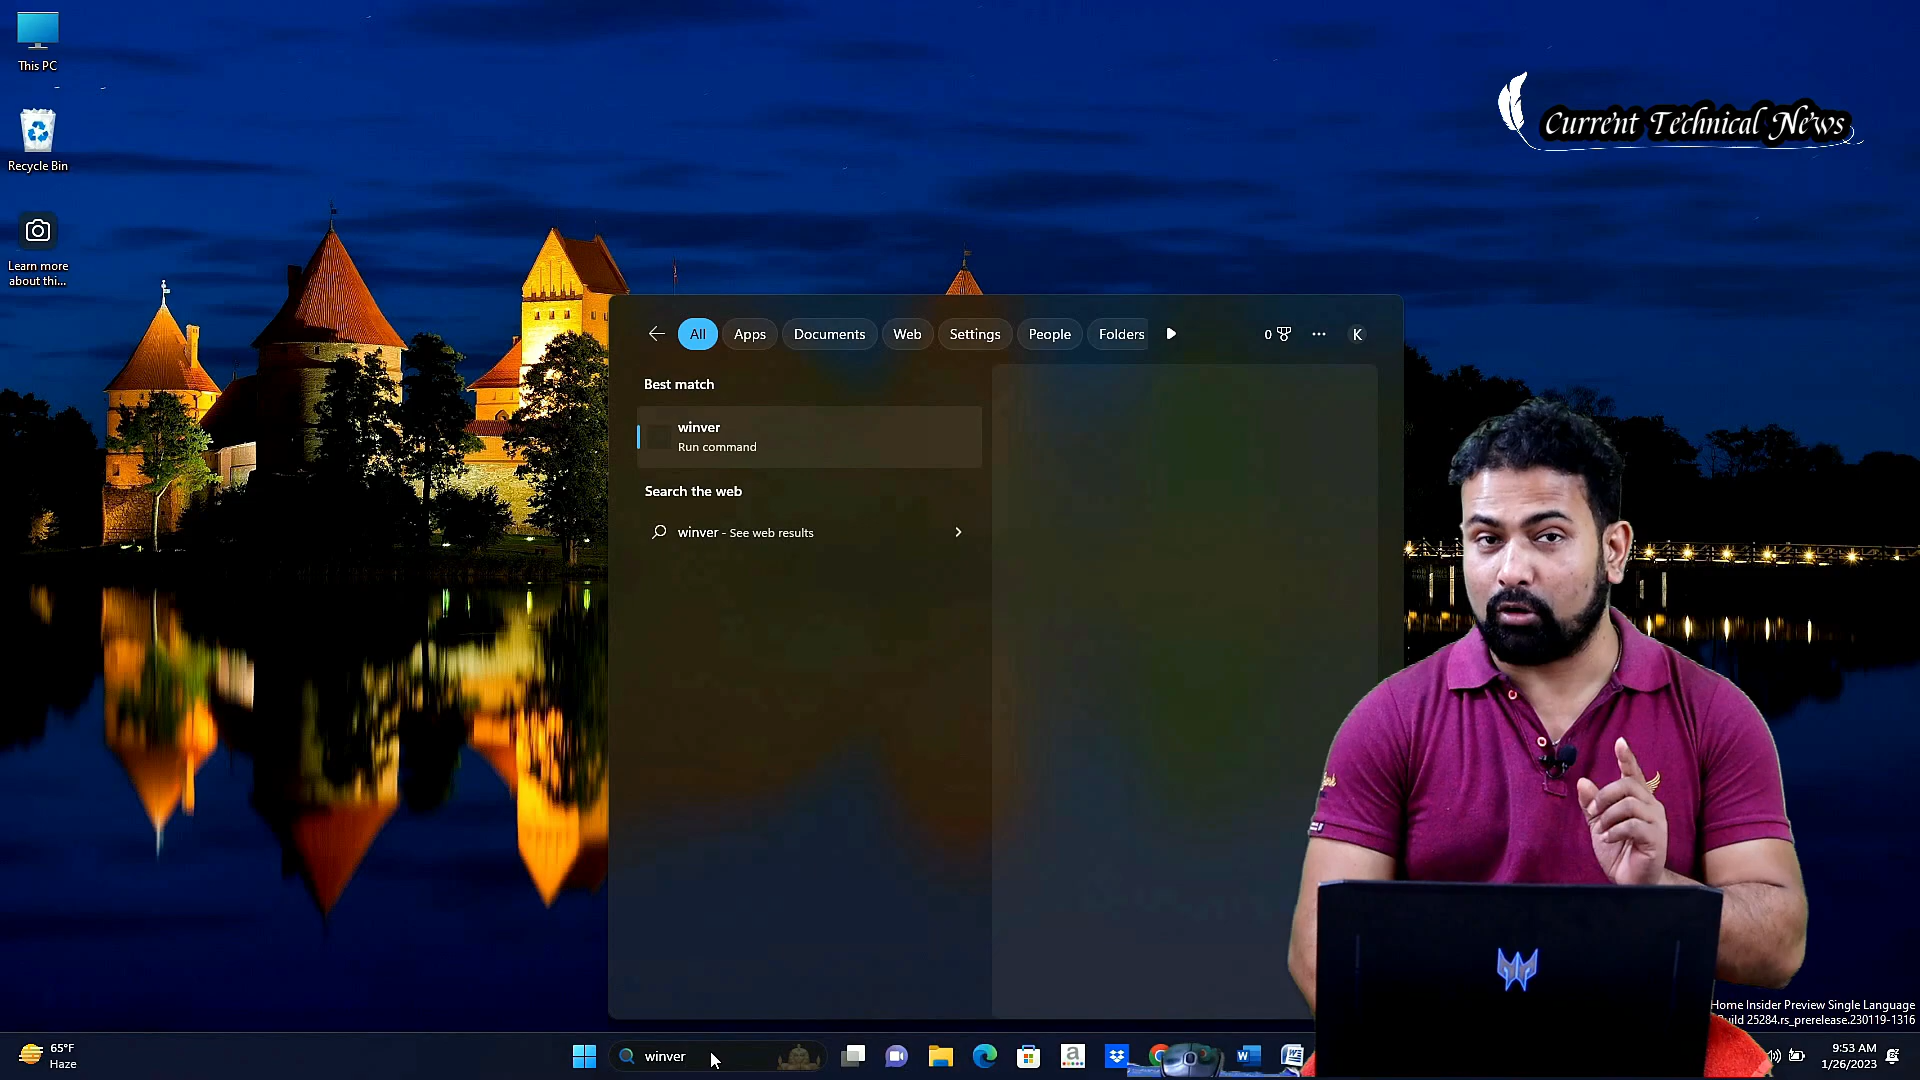 This PC
Recycle Bin
Learn more
about thi...
Current Technical News
All
Apps
Documents
Web
Settings
People
Folders
0
K
Best match
winver
Run command
Search the web
winver - See web results
Home Insider Preview Single Language
Build 25284.rs_prerelease.230119-1316
65°F
Haze
winver
a
W
9:53 AM
1/26/2023